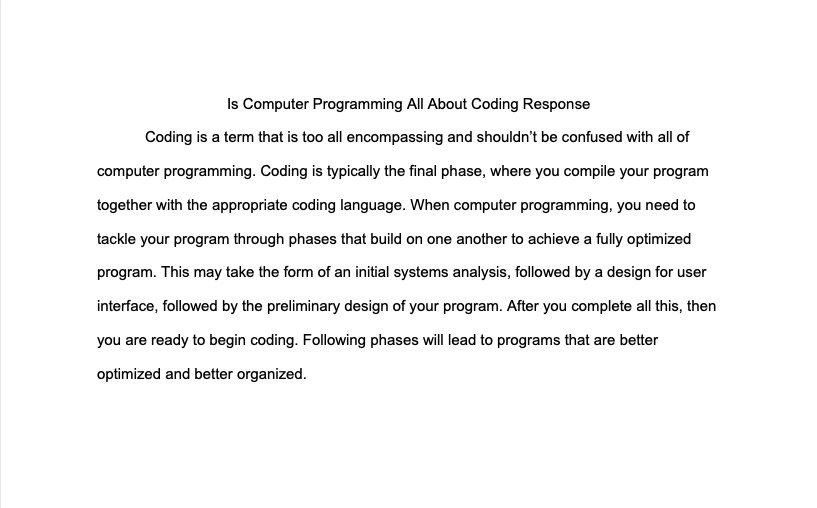 Is Computer Programming All About Coding Response
Coding is a term that is too all encompassing and shouldn’t be confused with all of
computer programming. Coding is typically the final phase, where you compile your program
together with the appropriate coding language. When computer programming, you need to
tackle your program through phases that build on one another to achieve a fully optimized
program. This may take the form of an initial systems analysis, followed by a design for user
interface, followed by the preliminary design of your program. After you complete all this, then
you are ready to begin coding. Following phases will lead to programs that are better
optimized and better organized.